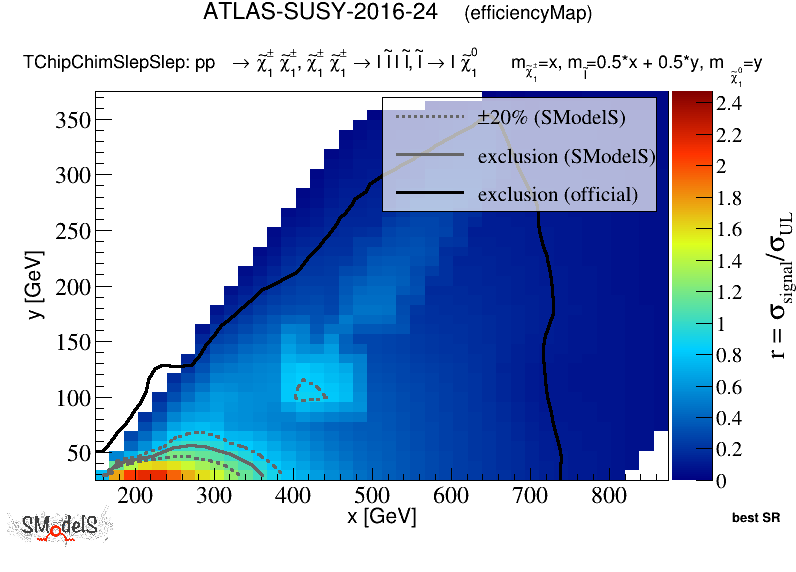 ATLAS-SUSY-2016-24 (efficiencyMap)
TChipChimSlepSlep: pp → χ̃₁± χ̃₁±, χ̃₁± χ̃₁± → l l̃ l l̃, l̃ → l χ̃₁⁰ m_χ̃₁±=x, m_l̃=0.5*x + 0.5*y, m_χ̃₁⁰=y
±20% (SModelS)
exclusion (SModelS)
exclusion (official)
y [GeV]
350
300
250
200
150
100
50
200 300 400 500 600 700 800
x [GeV]
2.4
2.2
2
1.8
1.6
1.4
1.2
1
0.8
0.6
0.4
0.2
0
r = σ_signal/σ_UL
SModelS
best SR